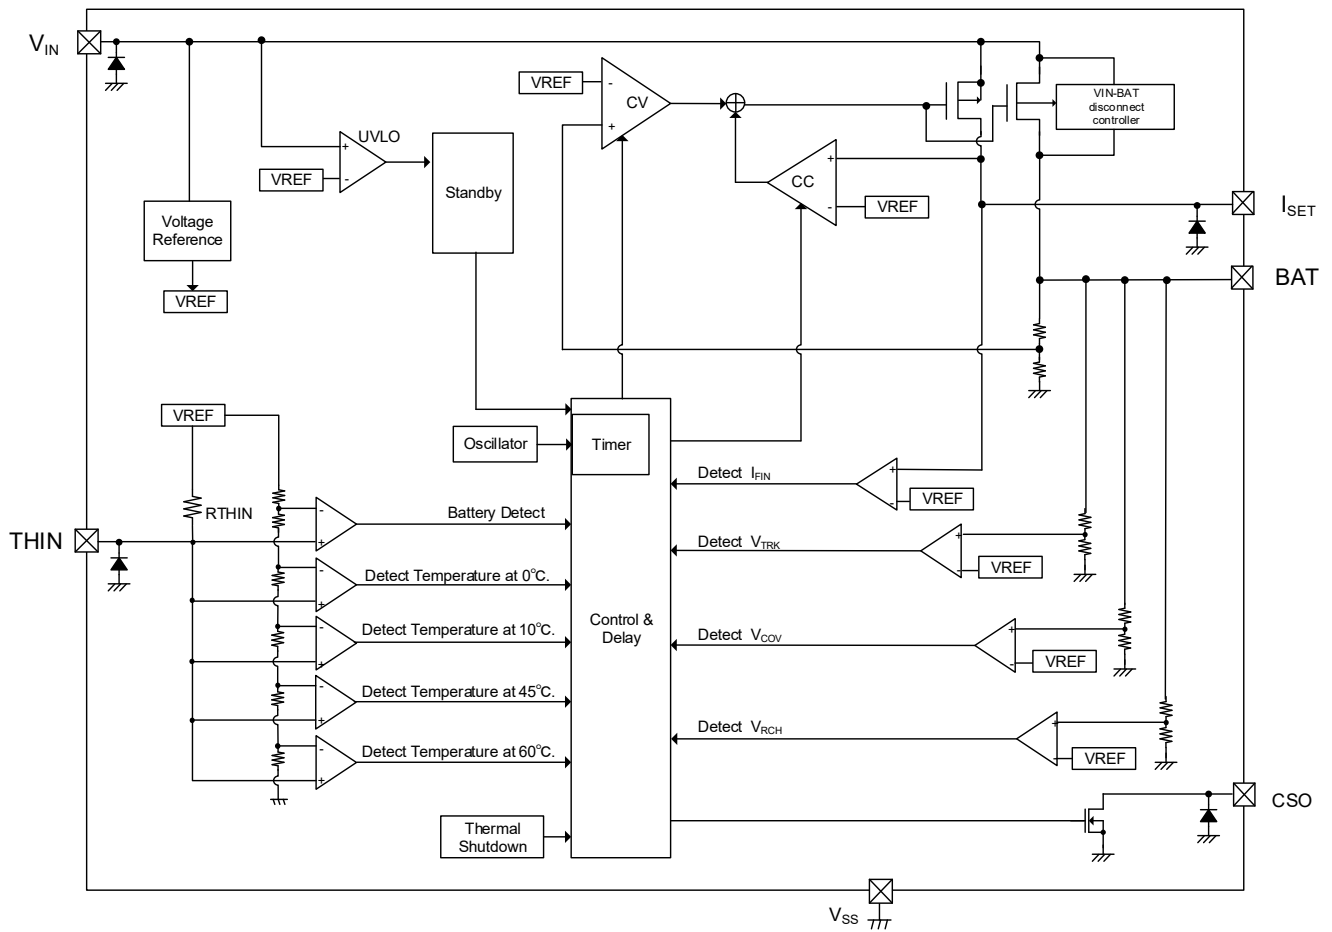 VIN
VREF
CV
VIN-BAT
disconnect
controller
UVLO
VREF
Standby
CC
VREF
ISET
Voltage
Reference
VREF
BAT
VREF
Oscillator
Timer
Detect IFIN
VREF
RTHIN
Battery Detect
THIN
Detect VTRK
VREF
Detect Temperature at 0℃.
Control &
Delay
Detect Temperature at 10℃.
Detect VCOV
VREF
Detect Temperature at 45℃.
Detect VRCH
VREF
Detect Temperature at 60℃.
CSO
Thermal
Shutdown
VSS